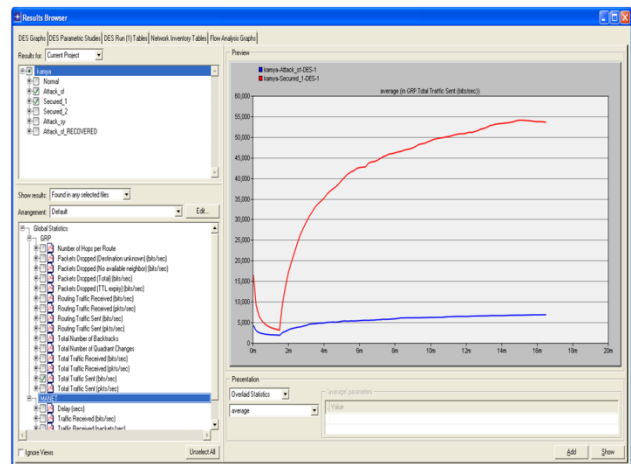 Results Browser
DES Graphs DES Parametric Studies DES Run (1) Tables Network Inventory Tables Flow Analysis Graphs
Results for: Current Project
kamya
Normal
Attack_sf
Secured_1
Secured_2
Attack_sy
Attack_sf_RECOVERED
Show results: Found in any selected files
Arrangement: Default Edit...
Global Statistics
GRP
Number of Hops per Route
Packets Dropped (Destination unknown) (bits/sec)
Packets Dropped (No available neighbor) (bits/sec)
Packets Dropped (Total) (bits/sec)
Packets Dropped (TTL expiry) (bits/sec)
Routing Traffic Received (bits/sec)
Routing Traffic Received (pkts/sec)
Routing Traffic Sent (bits/sec)
Routing Traffic Sent (pkts/sec)
Total Number of Backtracks
Total Number of Quadrant Changes
Total Traffic Received (bits/sec)
Total Traffic Received (pkts/sec)
Total Traffic Sent (bits/sec)
Total Traffic Sent (pkts/sec)
MANET
Delay (secs)
Traffic Received (bits/sec)
Traffic Received (packets/sec)
Ignore Views Unselect All
Preview
kamya-Attack_sf-DES-1
kamya-Secured_1-DES-1
average (in GRP.Total Traffic Sent (bits/sec))
60,000
55,000
50,000
45,000
40,000
35,000
30,000
25,000
20,000
15,000
10,000
5,000
0
0m 2m 4m 6m 8m 10m 12m 14m 16m 18m 20m
Presentation
Overlaid Statistics
average
'average' parameters
Value
Add Show